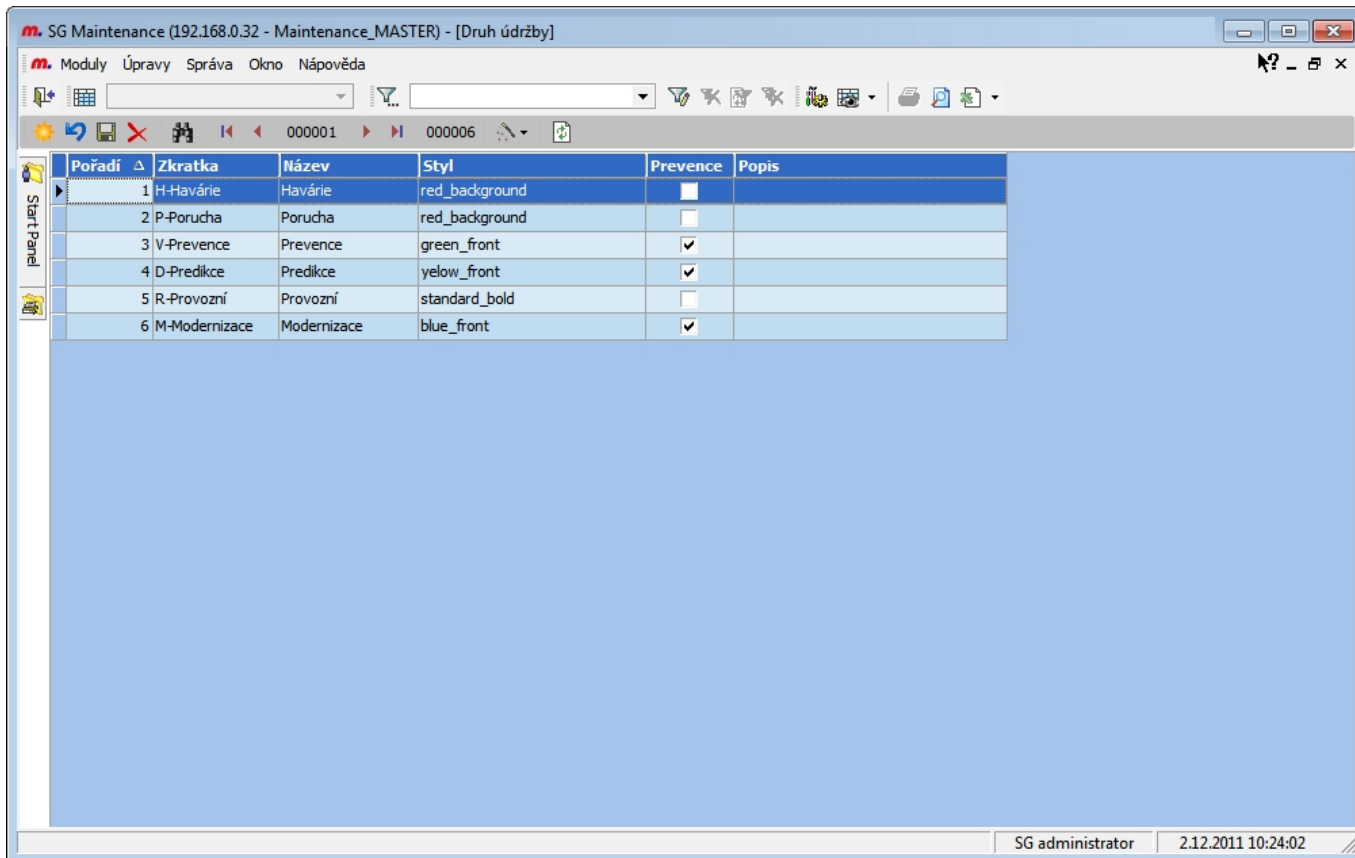 m. SG Maintenance (192.168.0.32 - Maintenance_MASTER) - [Druh údržby]
m. Moduly Úpravy Správa Okno Nápověda
000001 000006
Start Panel
Pořadí Zkratka Název Styl Prevence Popis
1 H-Havárie Havárie red_background
2 P-Porucha Porucha red_background
3 V-Prevence Prevence green_front
4 D-Predikce Predikce yelow_front
5 R-Provozní Provozní standard_bold
6 M-Modernizace Modernizace blue_front
SG administrator 2.12.2011 10:24:02